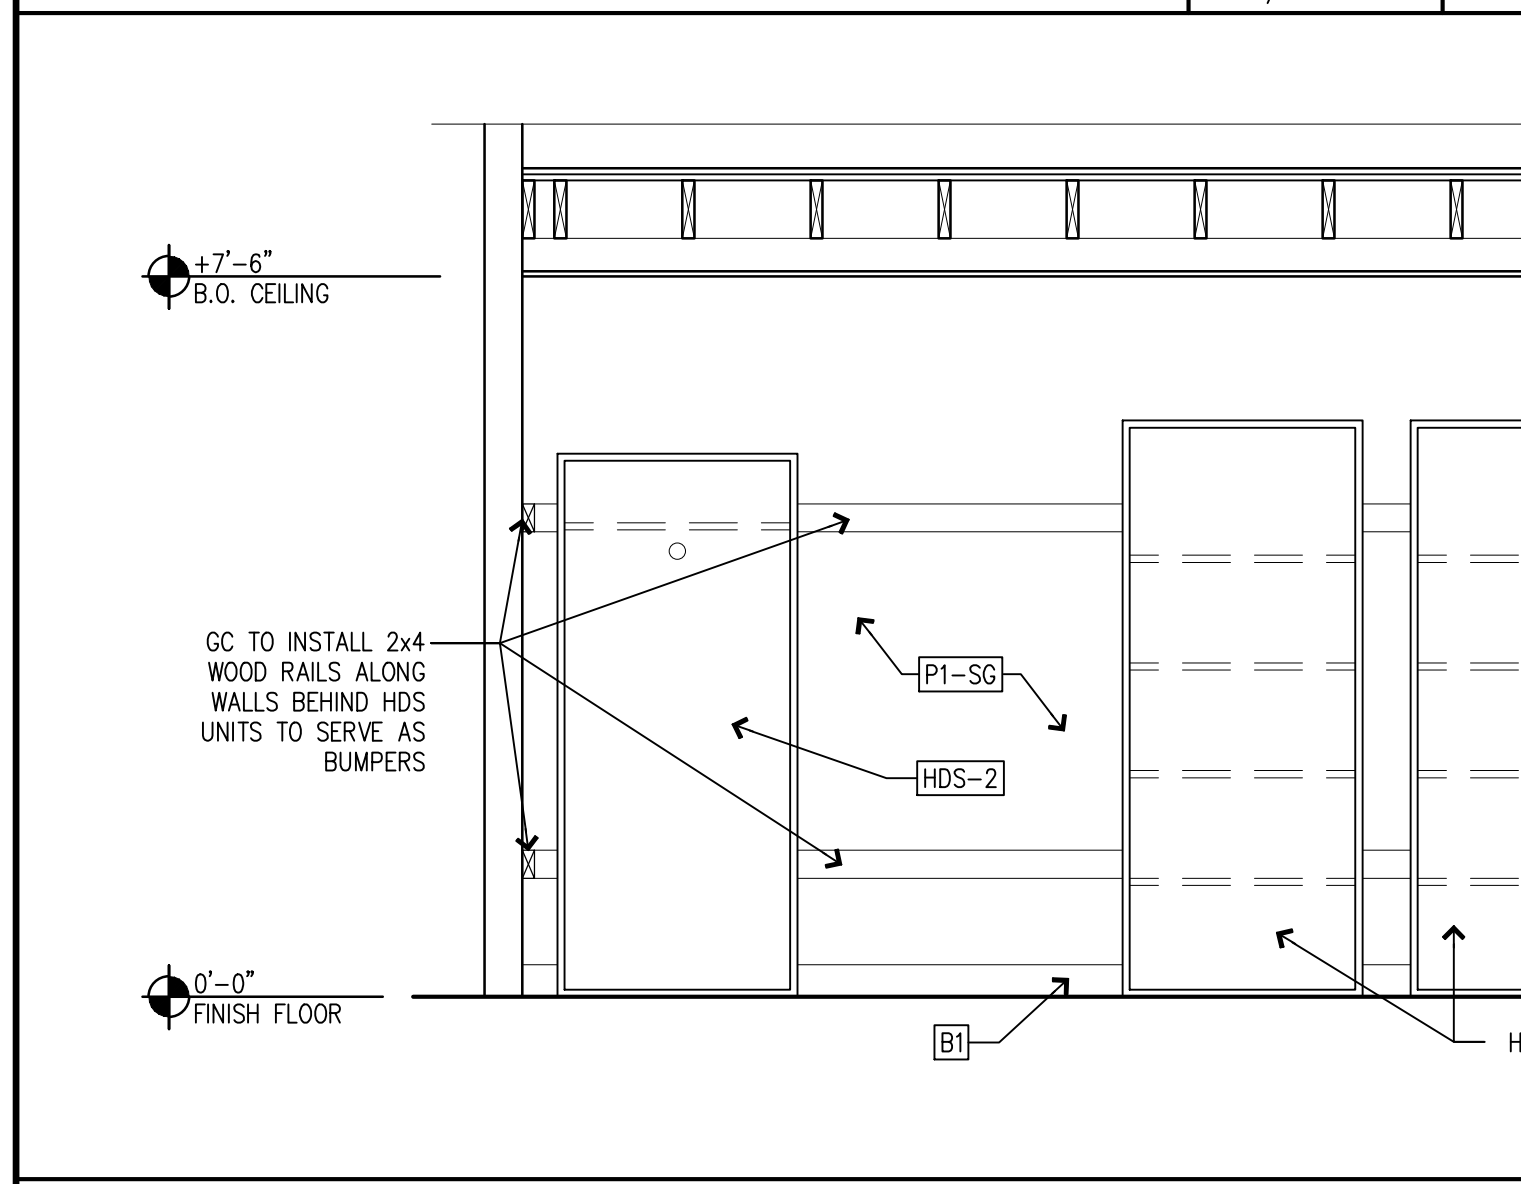 +7'-6"
B.O. CEILING
GC TO INSTALL 2x4
WOOD RAILS ALONG
WALLS BEHIND HDS
UNITS TO SERVE AS
BUMPERS
P1-SG
HDS-2
0'-0"
FINISH FLOOR
B1
H